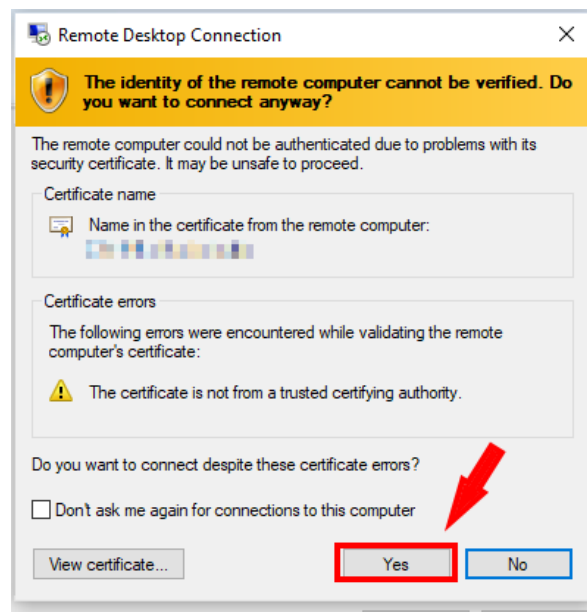 Remote Desktop Connection
The identity of the remote computer cannot be verified. Do
you want to connect anyway?
The remote computer could not be authenticated due to problems with its
security certificate. It may be unsafe to proceed.
Certificate name
Name in the certificate from the remote computer:
Certificate errors
The following errors were encountered while validating the remote
computer's certificate:
The certificate is not from a trusted certifying authority.
Do you want to connect despite these certificate errors?
Don't ask me again for connections to this computer
View certificate...
Yes
No